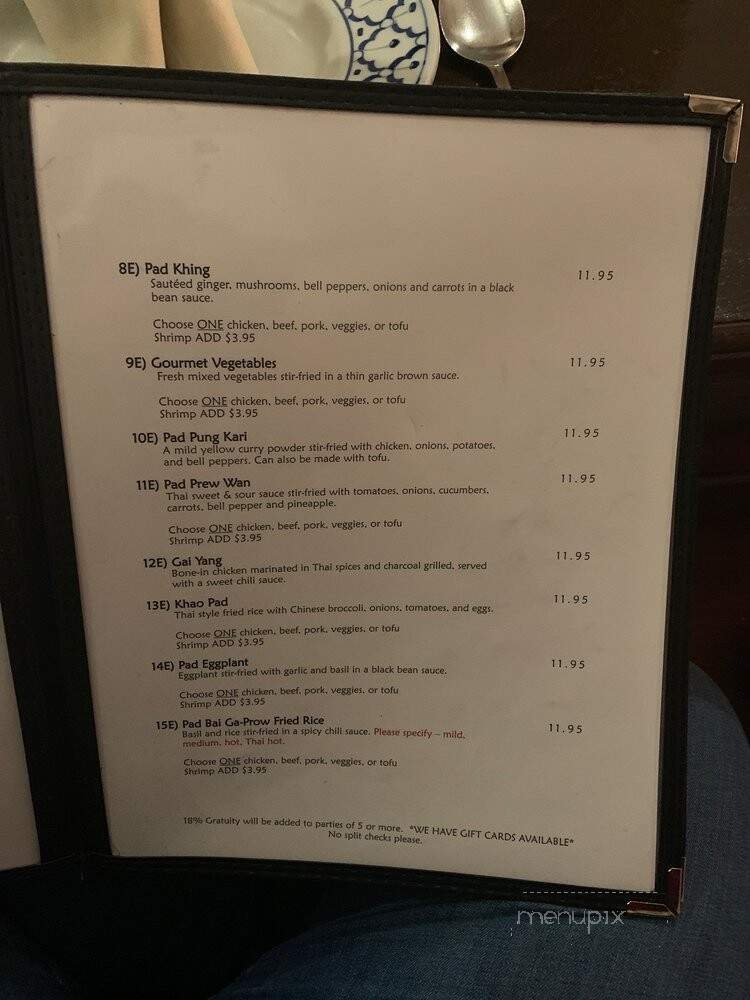 8E) Pad Khing 11.95
Sautéed ginger, mushrooms, bell peppers, onions and carrots in a black
bean sauce.
Choose ONE chicken, beef, pork, veggies, or tofu
Shrimp ADD $3.95
9E) Gourmet Vegetables 11.95
Fresh mixed vegetables stir-fried in a thin garlic brown sauce.
Choose ONE chicken, beef, pork, veggies, or tofu
Shrimp ADD $3.95
10E) Pad Pung Kari 11.95
A mild yellow curry powder stir-fried with chicken, onions, potatoes,
and bell peppers. Can also be made with tofu.
11E) Pad Prew Wan 11.95
Thai sweet & sour sauce stir-fried with tomatoes, onions, cucumbers,
carrots, bell pepper and pineapple.
Choose ONE chicken, beef, pork, veggies, or tofu
Shrimp ADD $3.95
12E) Gai Yang 11.95
Bone-in chicken marinated in Thai spices and charcoal grilled, served
with a sweet chili sauce.
13E) Khao Pad 11.95
Thai style fried rice with Chinese broccoli, onions, tomatoes, and eggs.
Choose ONE chicken, beef, pork, veggies, or tofu
Shrimp ADD $3.95
14E) Pad Eggplant 11.95
Eggplant stir-fried with garlic and basil in a black bean sauce.
Choose ONE chicken, beef, pork, veggies, or tofu
Shrimp ADD $3.95
15E) Pad Bai Ga-Prow Fried Rice 11.95
Basil and rice stir-fried in a spicy chili sauce. Please specify – mild,
medium, hot, Thai hot.
Choose ONE chicken, beef, pork, veggies, or tofu
Shrimp ADD $3.95
18% Gratuity will be added to parties of 5 or more. *WE HAVE GIFT CARDS AVAILABLE*
No split checks please.
menupix